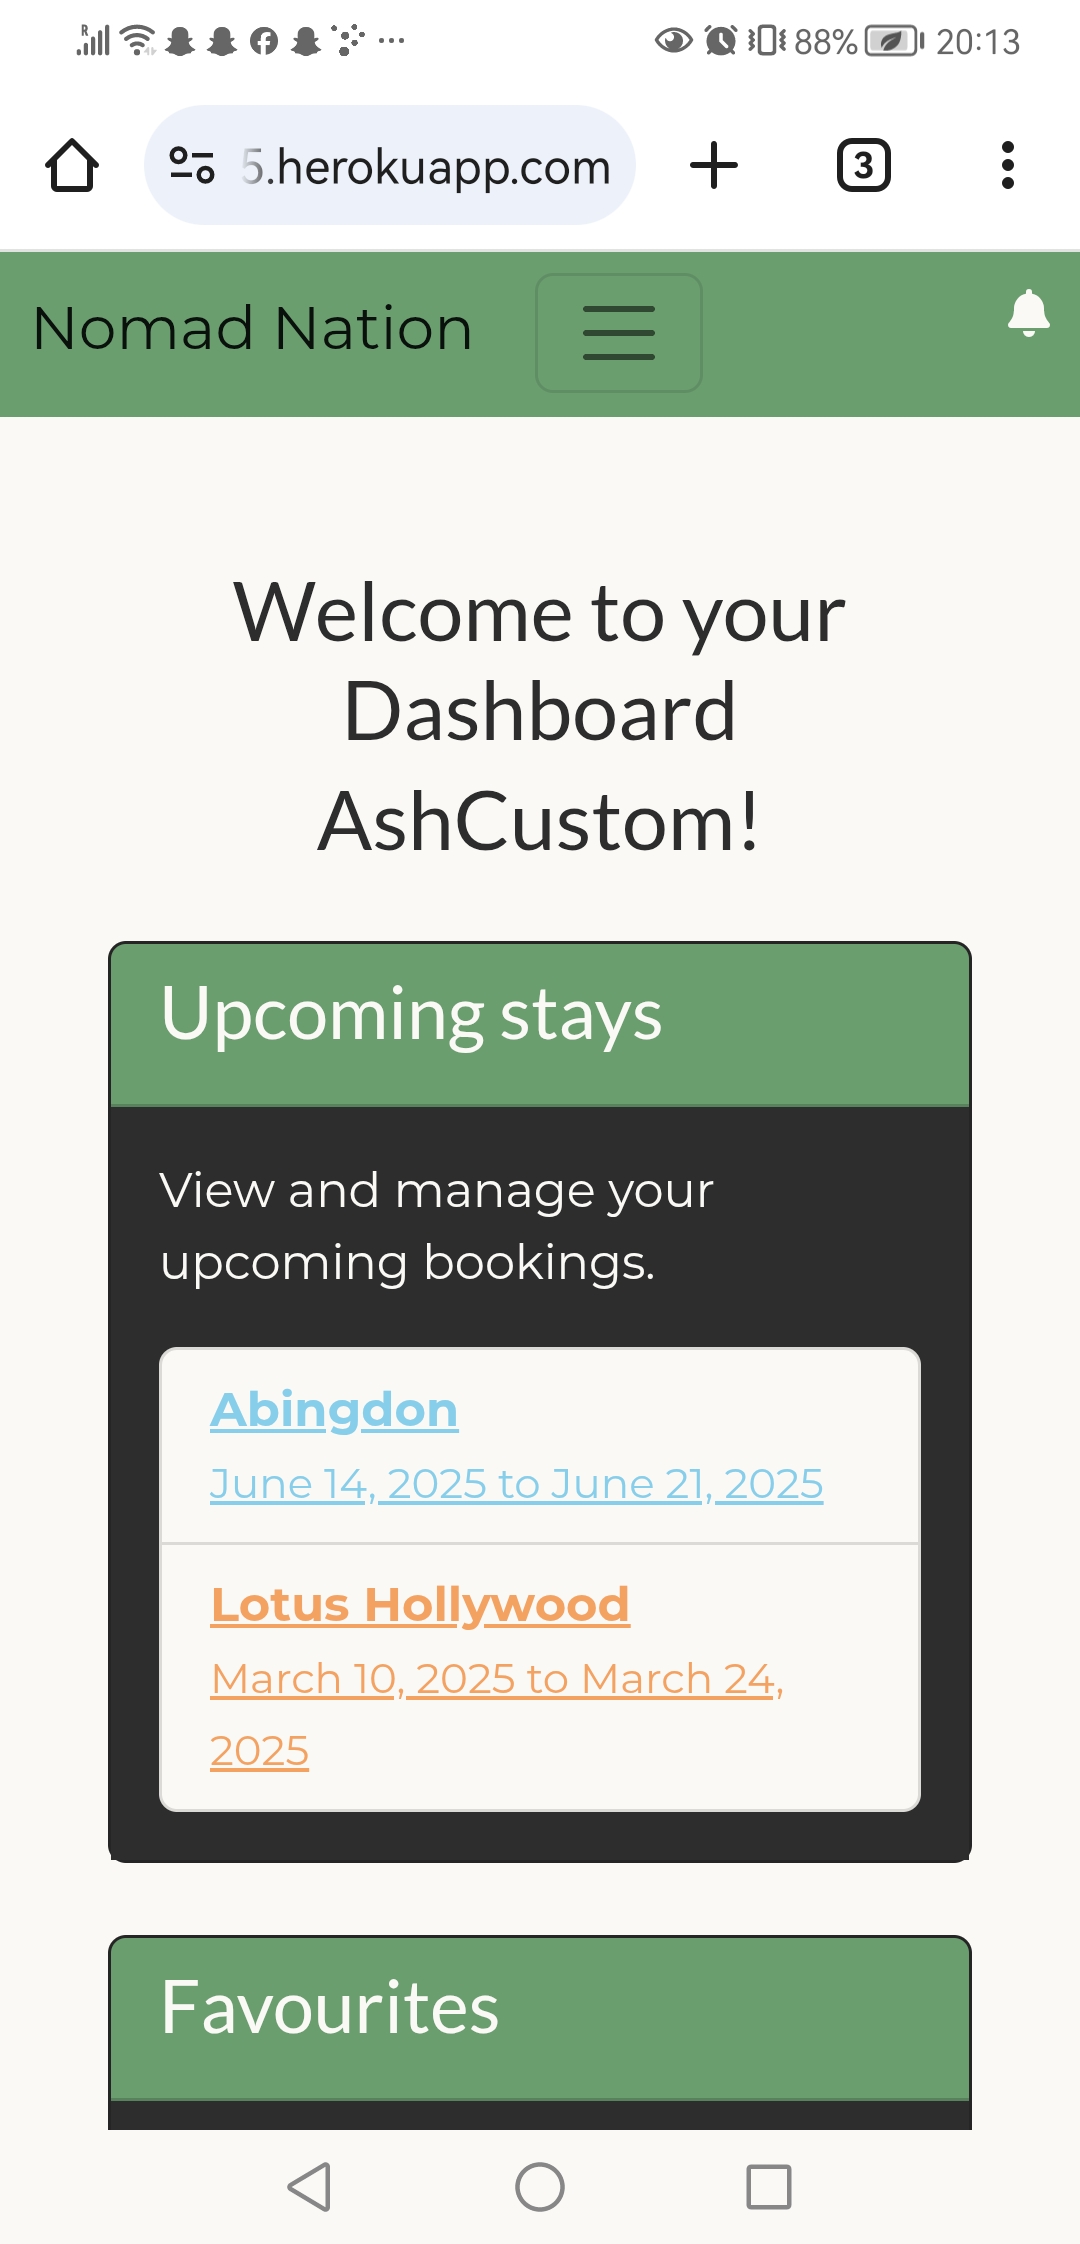 88% 20:13
5.herokuapp.com
3
Nomad Nation
Welcome to your
Dashboard
AshCustom!
Upcoming stays
View and manage your
upcoming bookings.
Abingdon
June 14, 2025 to June 21, 2025
Lotus Hollywood
March 10, 2025 to March 24,
2025
Favourites